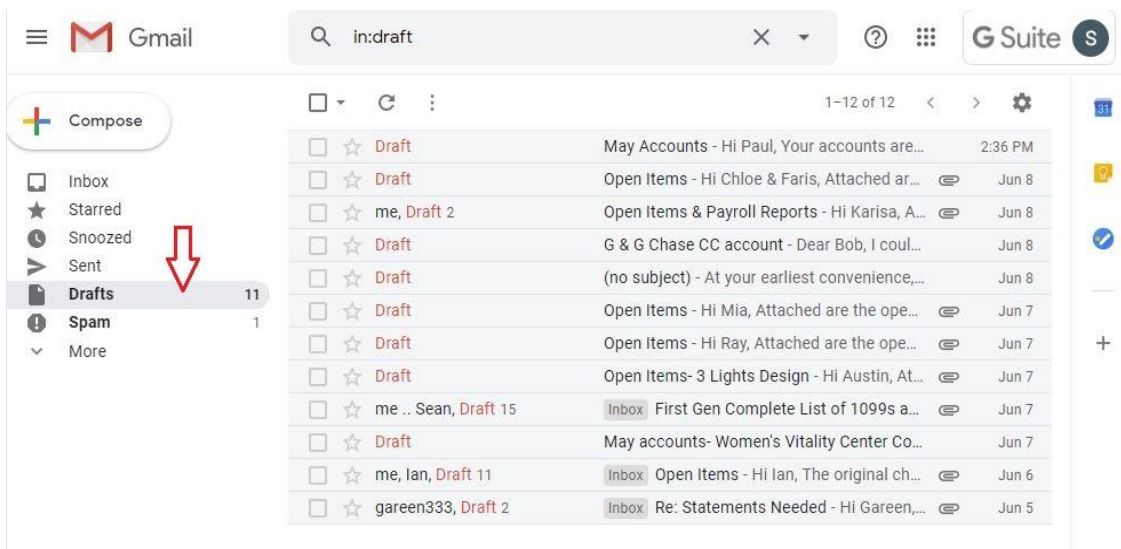 Gmail
in:draft
G Suite S
Compose
1–12 of 12
31
Inbox
Starred
Snoozed
Sent
Drafts 11
Spam 1
More
Draft May Accounts - Hi Paul, Your accounts are... 2:36 PM
Draft Open Items - Hi Chloe & Faris, Attached ar... Jun 8
me, Draft 2 Open Items & Payroll Reports - Hi Karisa, A... Jun 8
Draft G & G Chase CC account - Dear Bob, I coul... Jun 8
Draft (no subject) - At your earliest convenience,... Jun 8
Draft Open Items - Hi Mia, Attached are the ope... Jun 7
Draft Open Items - Hi Ray, Attached are the ope... Jun 7
Draft Open Items- 3 Lights Design - Hi Austin, At... Jun 7
me .. Sean, Draft 15 Inbox First Gen Complete List of 1099s a... Jun 7
Draft May accounts- Women's Vitality Center Co... Jun 7
me, Ian, Draft 11 Inbox Open Items - Hi Ian, The original ch... Jun 6
gareen333, Draft 2 Inbox Re: Statements Needed - Hi Gareen,... Jun 5